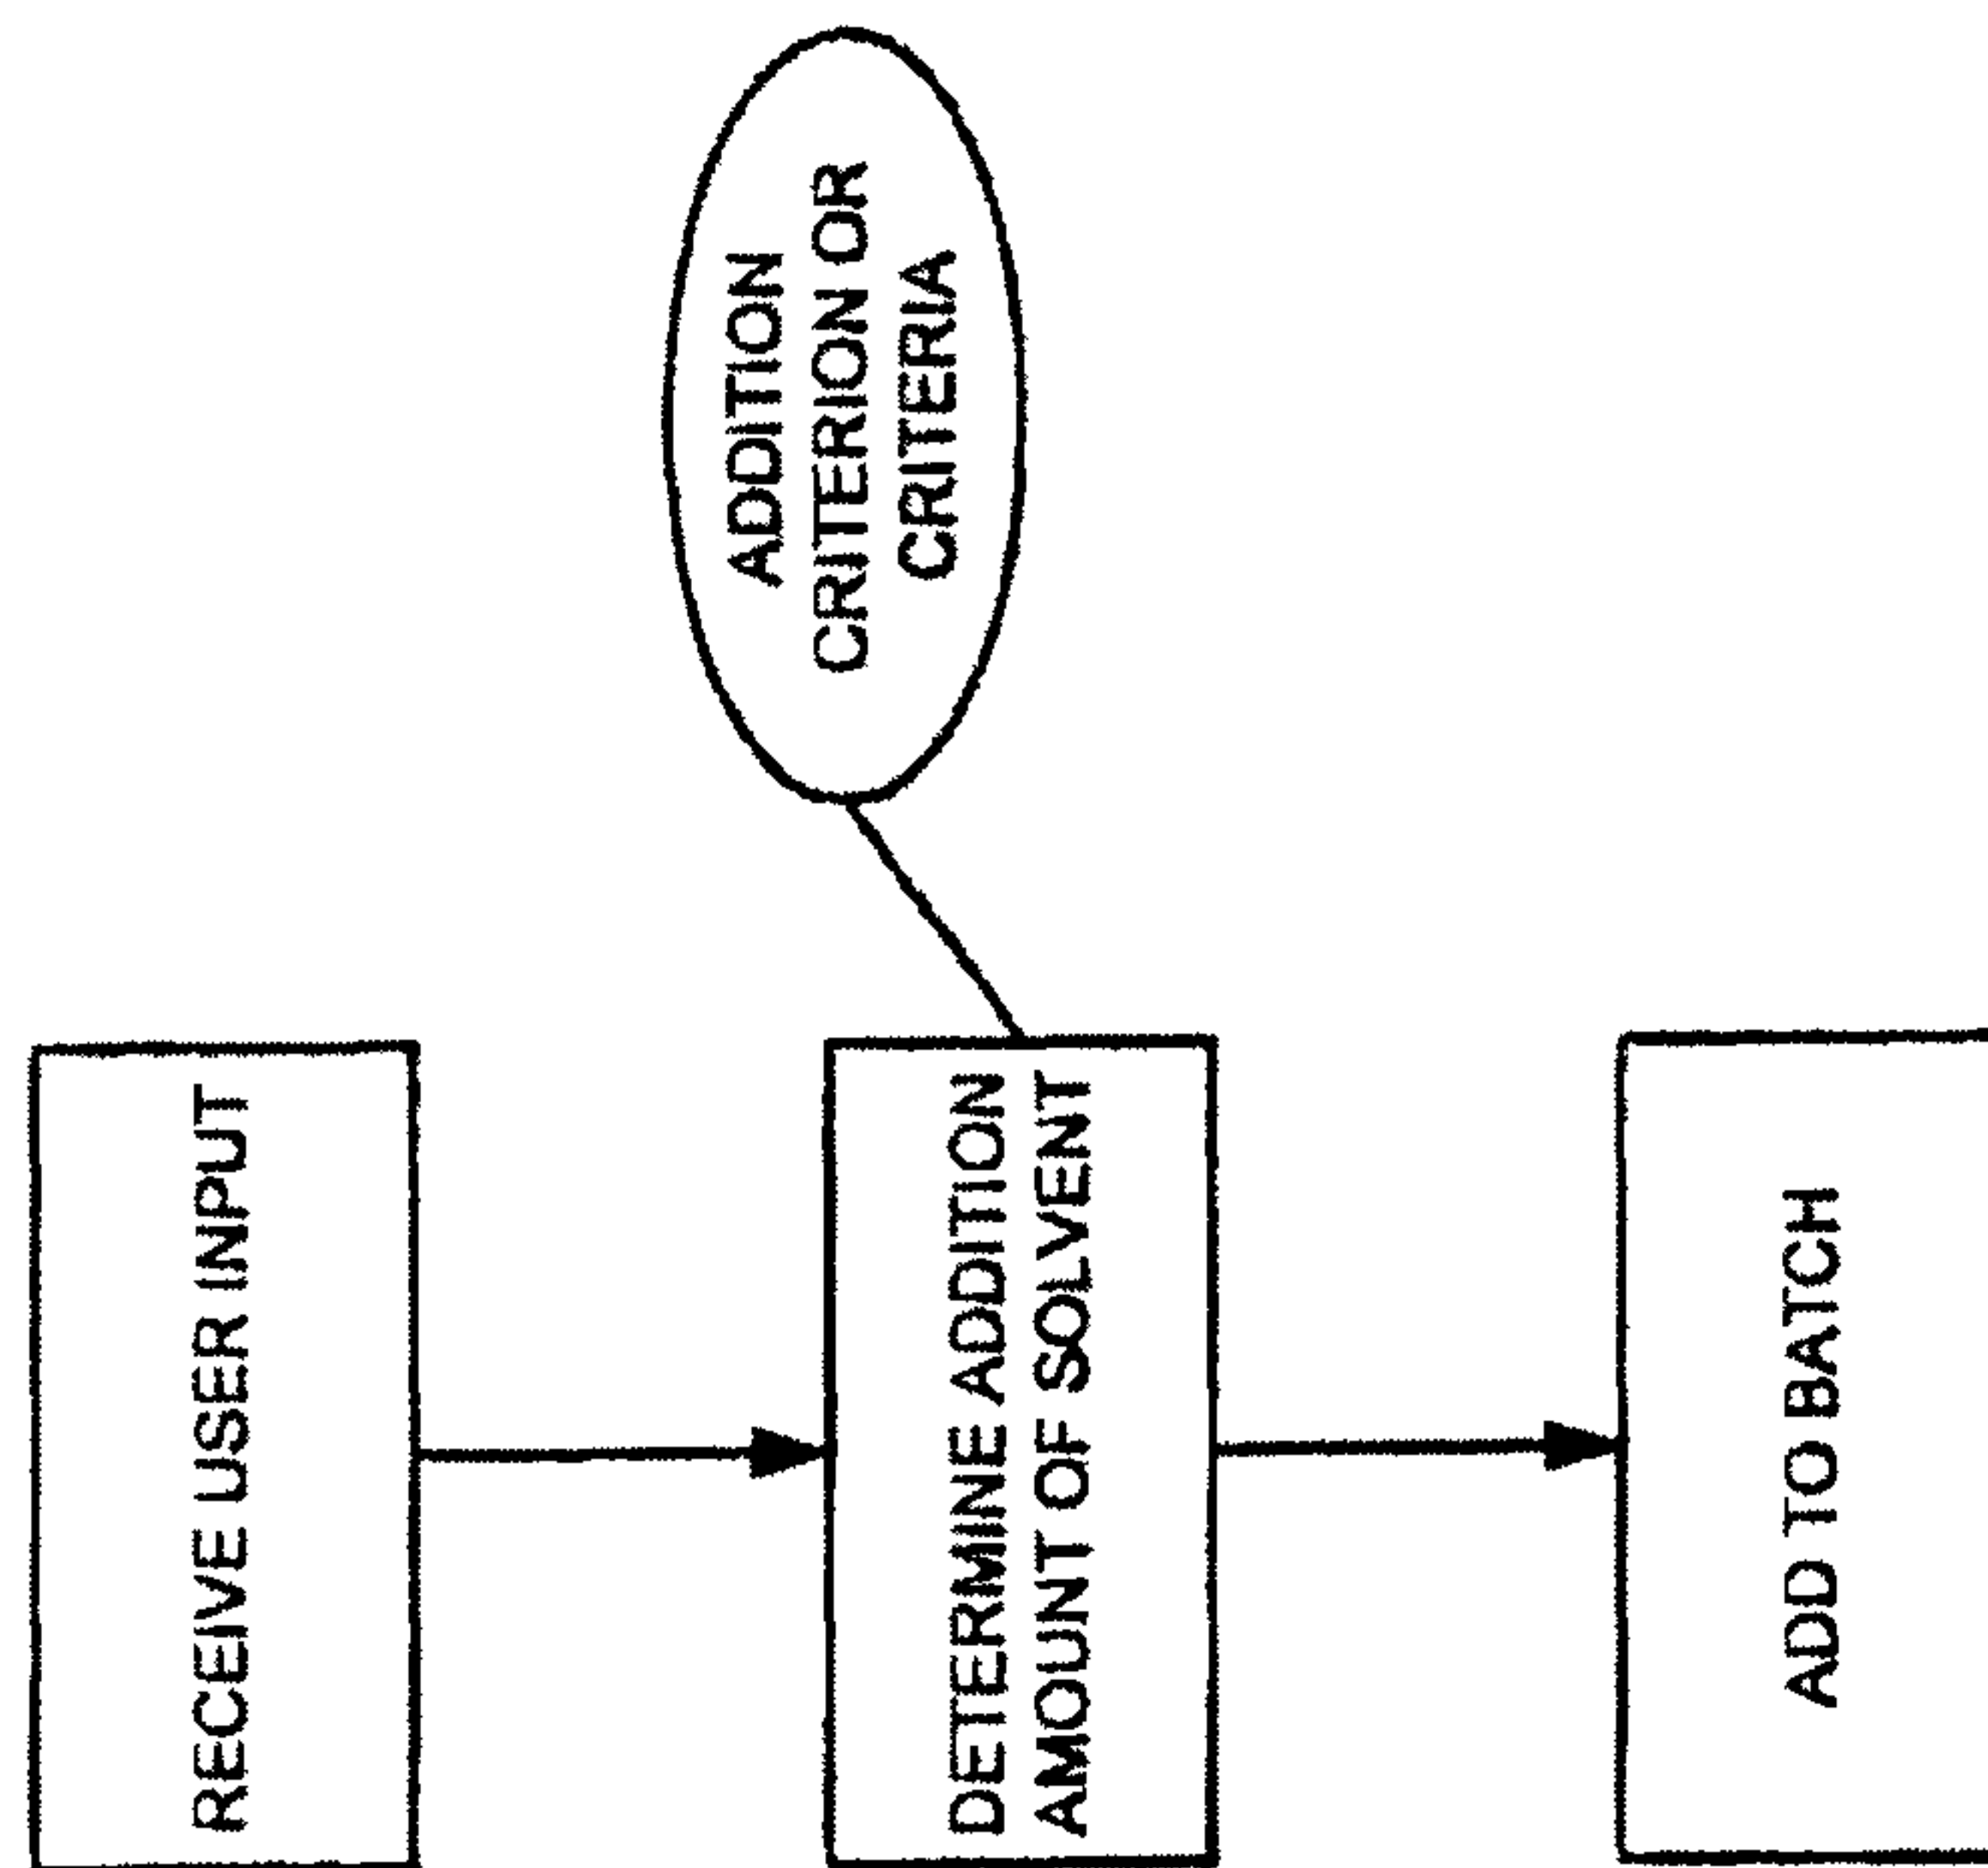 RECEIVE USER INPUT
DETERMINE ADDITION
AMOUNT OF SOLVENT
ADDITION
CRITERION OR
CRITERIA
ADD TO BATCH